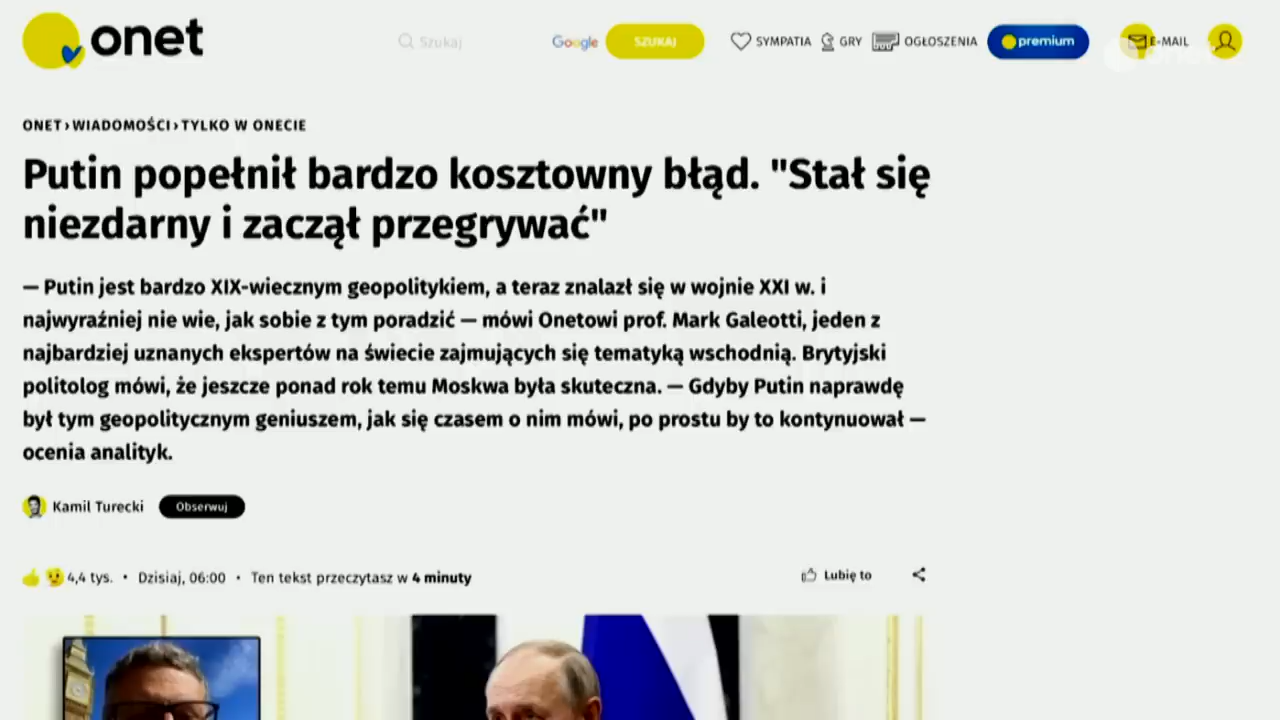 onet
Szukaj
Google
SZUKAJ
SYMPATIA
GRY
OGŁOSZENIA
premium
E-MAIL
ONET › WIADOMOŚCI › TYLKO W ONECIE
Putin popełnił bardzo kosztowny błąd. "Stał się
niezdarny i zaczął przegrywać"
— Putin jest bardzo XIX-wiecznym geopolitykiem, a teraz znalazł się w wojnie XXI w. i
najwyraźniej nie wie, jak sobie z tym poradzić — mówi Onetowi prof. Mark Galeotti, jeden z
najbardziej uznanych ekspertów na świecie zajmujących się tematyką wschodnią. Brytyjski
politolog mówi, że jeszcze ponad rok temu Moskwa była skuteczna. — Gdyby Putin naprawdę
był tym geopolitycznym geniuszem, jak się czasem o nim mówi, po prostu by to kontynuował —
ocenia analityk.
Kamil Turecki
Obserwuj
4,4 tys. • Dzisiaj, 06:00 • Ten tekst przeczytasz w 4 minuty
Lubię to